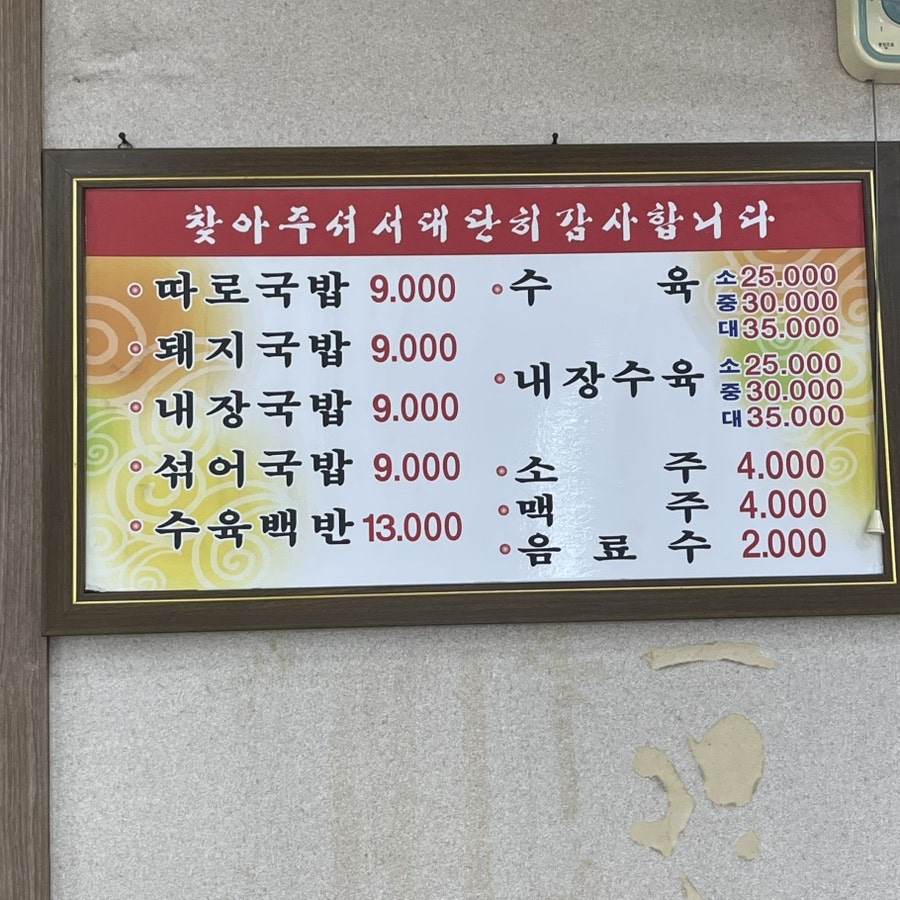 찾아주셔서대단히감사합니다
따로국밥 9.000
돼지국밥 9.000
내장국밥 9.000
섞어국밥 9.000
수육백반 13.000
수육 소 25.000
중 30.000
대 35.000
내장수육 소 25.000
중 30.000
대 35.000
소주 4.000
맥주 4.000
음료수 2.000